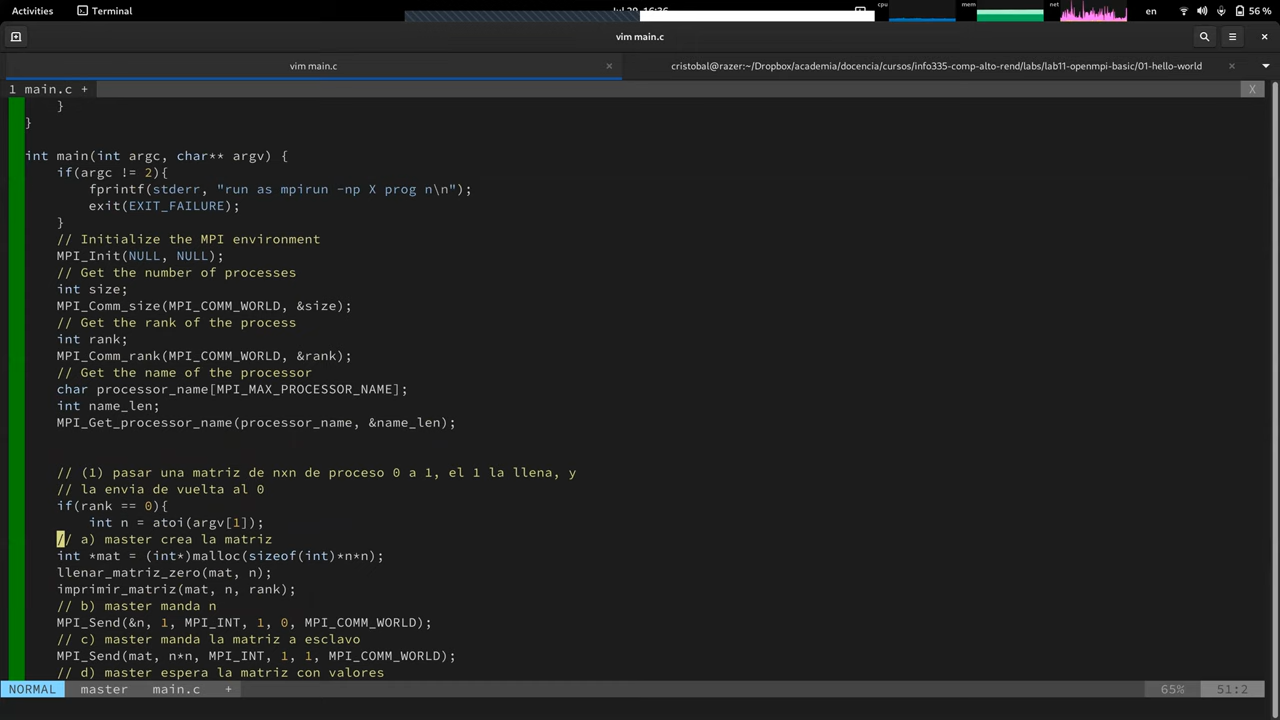 Activities
Terminal
cpu
mem
net
en
56 %
vim main.c
vim main.c
×
cristobal@razer:~/Dropbox/academia/docencia/cursos/info335-comp-alto-rend/labs/lab11-openmpi-basic/01-hello-world
×
1 main.c +
X
}
}
int main(int argc, char** argv) {
if(argc != 2){
fprintf(stderr, "run as mpirun -np X prog n\n");
exit(EXIT_FAILURE);
}
// Initialize the MPI environment
MPI_Init(NULL, NULL);
// Get the number of processes
int size;
MPI_Comm_size(MPI_COMM_WORLD, &size);
// Get the rank of the process
int rank;
MPI_Comm_rank(MPI_COMM_WORLD, &rank);
// Get the name of the processor
char processor_name[MPI_MAX_PROCESSOR_NAME];
int name_len;
MPI_Get_processor_name(processor_name, &name_len);
// (1) pasar una matriz de nxn de proceso 0 a 1, el 1 la llena, y
// la envia de vuelta al 0
if(rank == 0){
int n = atoi(argv[1]);
// a) master crea la matriz
int *mat = (int*)malloc(sizeof(int)*n*n);
llenar_matriz_zero(mat, n);
imprimir_matriz(mat, n, rank);
// b) master manda n
MPI_Send(&n, 1, MPI_INT, 1, 0, MPI_COMM_WORLD);
// c) master manda la matriz a esclavo
MPI_Send(mat, n*n, MPI_INT, 1, 1, MPI_COMM_WORLD);
// d) master espera la matriz con valores
NORMAL master main.c + 65% 51:2